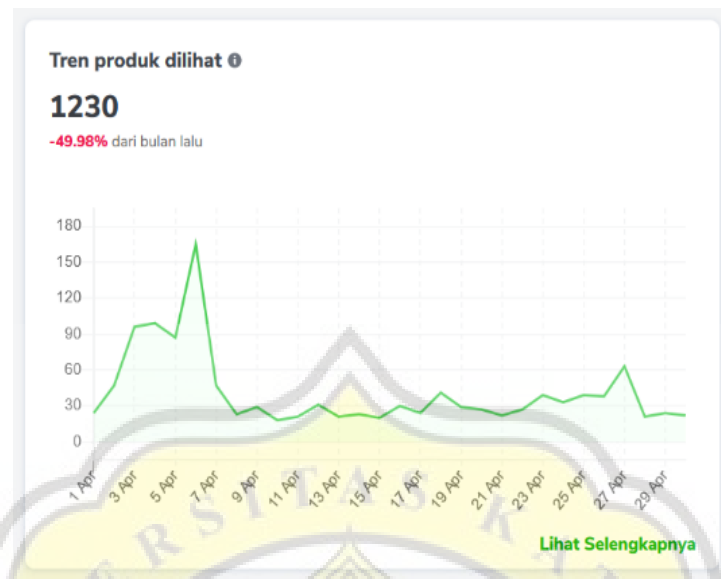 Tren produk dilihat
1230
-49.98% dari bulan lalu
180
150
120
90
60
30
0
1 Apr 3 Apr 5 Apr 7 Apr 9 Apr 11 Apr 13 Apr 15 Apr 17 Apr 19 Apr 21 Apr 23 Apr 25 Apr 27 Apr 29 Apr
ERSITAS KAT
Lihat Selengkapnya